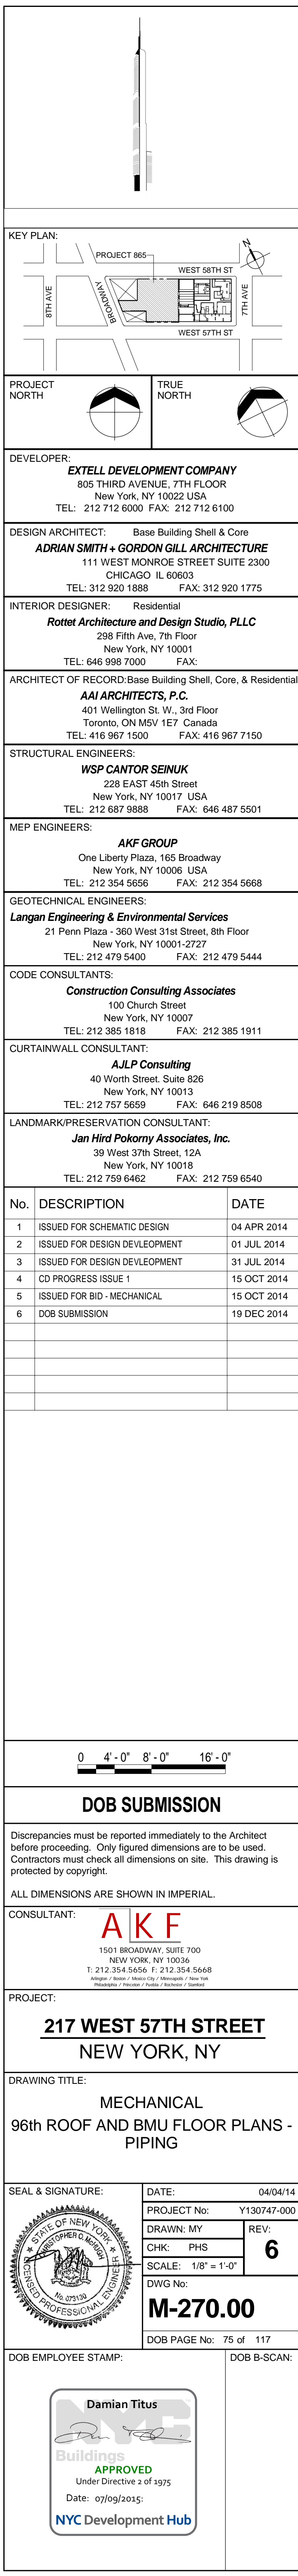 KEY PLAN:
PROJECT 865
WEST 58TH ST
N
8TH AVE
BROADWAY
7TH AVE
WEST 57TH ST
PROJECT NORTH
TRUE NORTH
DEVELOPER:
EXTELL DEVELOPMENT COMPANY
805 THIRD AVENUE, 7TH FLOOR
New York, NY 10022 USA
TEL: 212 712 6000 FAX: 212 712 6100
DESIGN ARCHITECT: Base Building Shell & Core
ADRIAN SMITH + GORDON GILL ARCHITECTURE
111 WEST MONROE STREET SUITE 2300
CHICAGO IL 60603
TEL: 312 920 1888 FAX: 312 920 1775
INTERIOR DESIGNER: Residential
Rottet Architecture and Design Studio, PLLC
298 Fifth Ave, 7th Floor
New York, NY 10001
TEL: 646 998 7000 FAX:
ARCHITECT OF RECORD:Base Building Shell, Core, & Residential
AAI ARCHITECTS, P.C.
401 Wellington St. W., 3rd Floor
Toronto, ON M5V 1E7 Canada
TEL: 416 967 1500 FAX: 416 967 7150
STRUCTURAL ENGINEERS:
WSP CANTOR SEINUK
228 EAST 45th Street
New York, NY 10017 USA
TEL: 212 687 9888 FAX: 646 487 5501
MEP ENGINEERS:
AKF GROUP
One Liberty Plaza, 165 Broadway
New York, NY 10006 USA
TEL: 212 354 5656 FAX: 212 354 5668
GEOTECHNICAL ENGINEERS:
Langan Engineering & Environmental Services
21 Penn Plaza - 360 West 31st Street, 8th Floor
New York, NY 10001-2727
TEL: 212 479 5400 FAX: 212 479 5444
CODE CONSULTANTS:
Construction Consulting Associates
100 Church Street
New York, NY 10007
TEL: 212 385 1818 FAX: 212 385 1911
CURTAINWALL CONSULTANT:
AJLP Consulting
40 Worth Street. Suite 826
New York, NY 10013
TEL: 212 757 5659 FAX: 646 219 8508
LANDMARK/PRESERVATION CONSULTANT:
Jan Hird Pokorny Associates, Inc.
39 West 37th Street, 12A
New York, NY 10018
TEL: 212 759 6462 FAX: 212 759 6540
No. DESCRIPTION DATE
1 ISSUED FOR SCHEMATIC DESIGN 04 APR 2014
2 ISSUED FOR DESIGN DEVLEOPMENT 01 JUL 2014
3 ISSUED FOR DESIGN DEVLEOPMENT 31 JUL 2014
4 CD PROGRESS ISSUE 1 15 OCT 2014
5 ISSUED FOR BID - MECHANICAL 15 OCT 2014
6 DOB SUBMISSION 19 DEC 2014
0 4' - 0" 8' - 0" 16' - 0"
DOB SUBMISSION
Discrepancies must be reported immediately to the Architect
before proceeding. Only figured dimensions are to be used.
Contractors must check all dimensions on site. This drawing is
protected by copyright.
ALL DIMENSIONS ARE SHOWN IN IMPERIAL.
CONSULTANT:
AKF
1501 BROADWAY, SUITE 700
NEW YORK, NY 10036
T: 212.354.5656 F: 212.354.5668
Arlington / Boston / Mexico City / Minneapolis / New York
Philadelphia / Princeton / Puebla / Rochester / Stamford
PROJECT:
217 WEST 57TH STREET
NEW YORK, NY
DRAWING TITLE:
MECHANICAL
96th ROOF AND BMU FLOOR PLANS -
PIPING
SEAL & SIGNATURE:
STATE OF NEW YORK
CHRISTOPHER O. McHUGH
No. 073130
LICENSED PROFESSIONAL ENGINEER
DATE: 04/04/14
PROJECT No: Y130747-000
DRAWN: MY
REV:
6
CHK: PHS
SCALE: 1/8" = 1'-0"
DWG No:
M-270.00
DOB PAGE No: 75 of 117
DOB EMPLOYEE STAMP:
DOB B-SCAN:
NYC
Damian Titus
Buildings
APPROVED
Under Directive 2 of 1975
Date: 07/09/2015:
NYC Development Hub